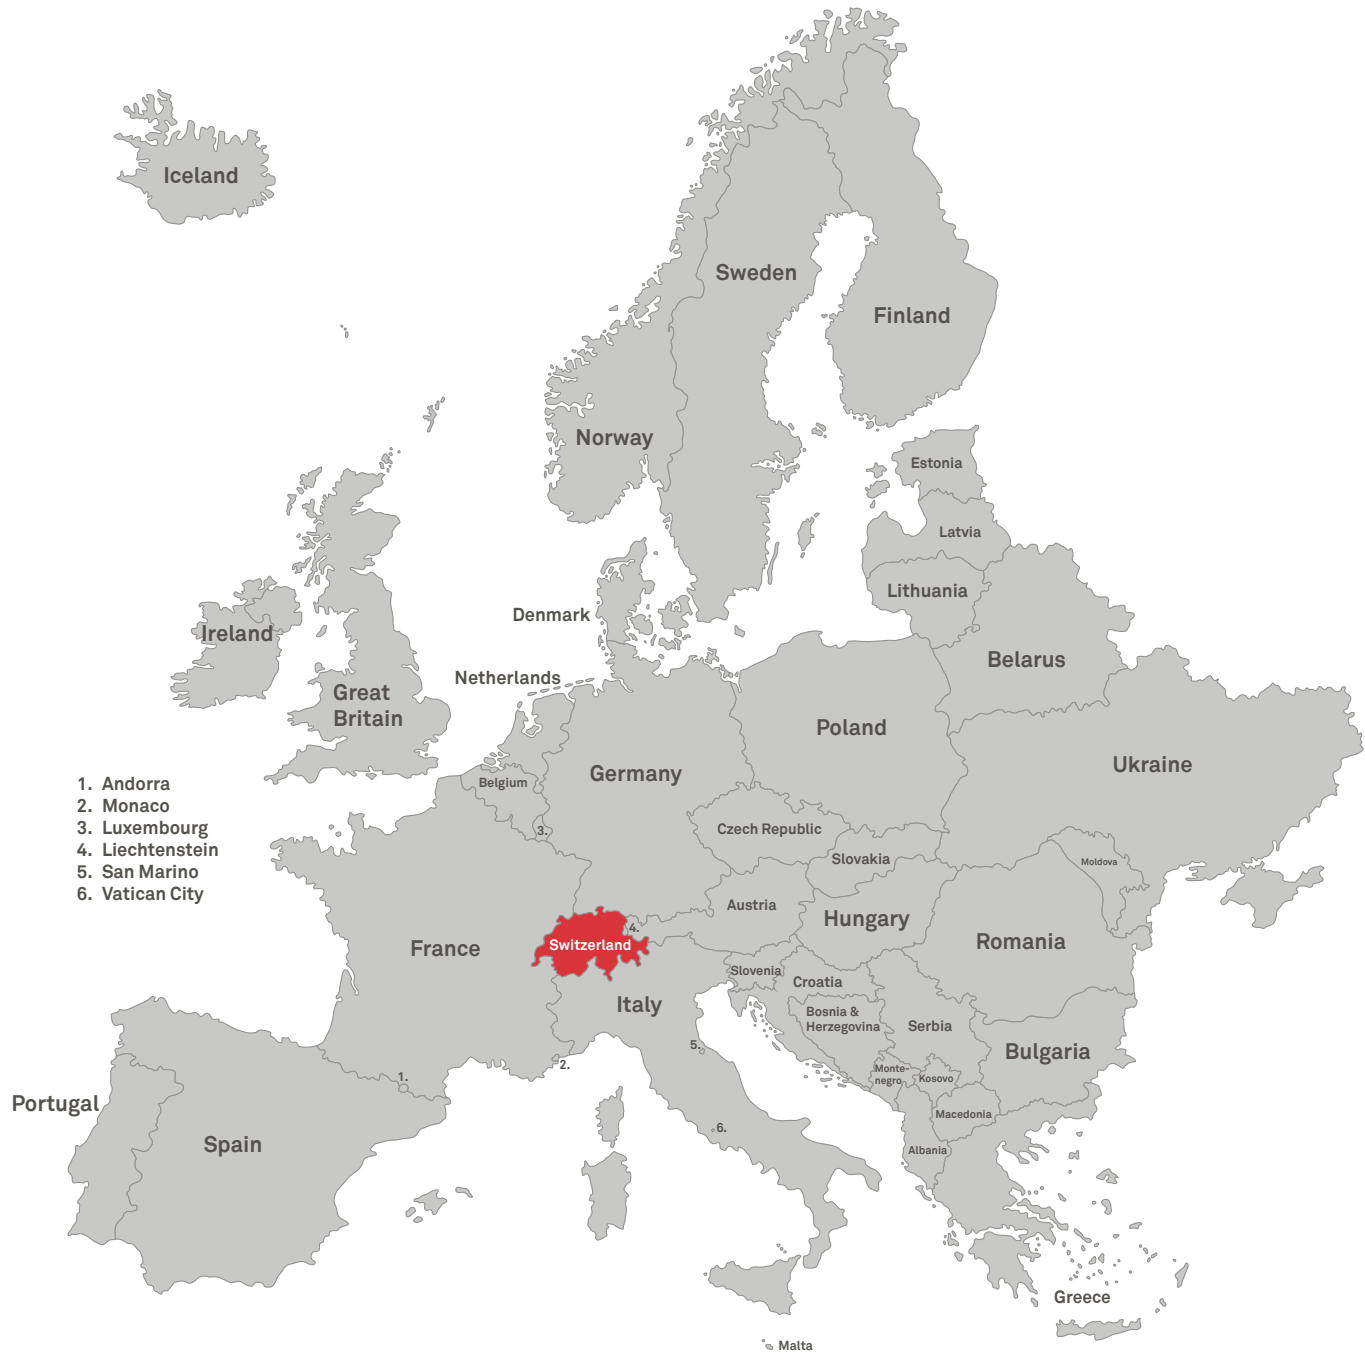 Iceland
Sweden
Finland
Norway
Estonia
Latvia
Lithuania
Denmark
Ireland
Belarus
Netherlands
Great
Britain
Poland
Ukraine
Germany
Belgium
1. Andorra
2. Monaco
3. Luxembourg
4. Liechtenstein
5. San Marino
6. Vatican City
3.
Czech Republic
Slovakia
Moldova
Austria
Hungary
4.
Switzerland
France
Romania
Slovenia
Croatia
Italy
Bosnia &
Herzegovina
Serbia
5.
Bulgaria
2.
1.
Monte-
negro
Kosovo
Portugal
Macedonia
6.
Spain
Albania
Greece
Malta